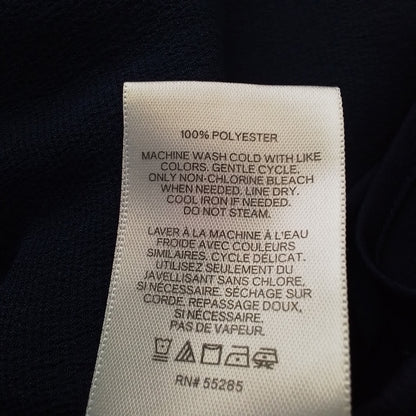 100% POLYESTER
MACHINE WASH COLD WITH LIKE
COLORS. GENTLE CYCLE.
ONLY NON-CHLORINE BLEACH
WHEN NEEDED. LINE DRY.
COOL IRON IF NEEDED.
DO NOT STEAM.
LAVER À LA MACHINE À L'EAU
FROIDE AVEC COULEURS
SIMILAIRES. CYCLE DÉLICAT.
UTILISEZ SEULEMENT DU
JAVELLISANT SANS CHLORE,
SI NÉCESSAIRE. SÉCHAGE SUR
CORDE. REPASSAGE DOUX,
SI NÉCESSAIRE.
PAS DE VAPEUR.
RN# 55285